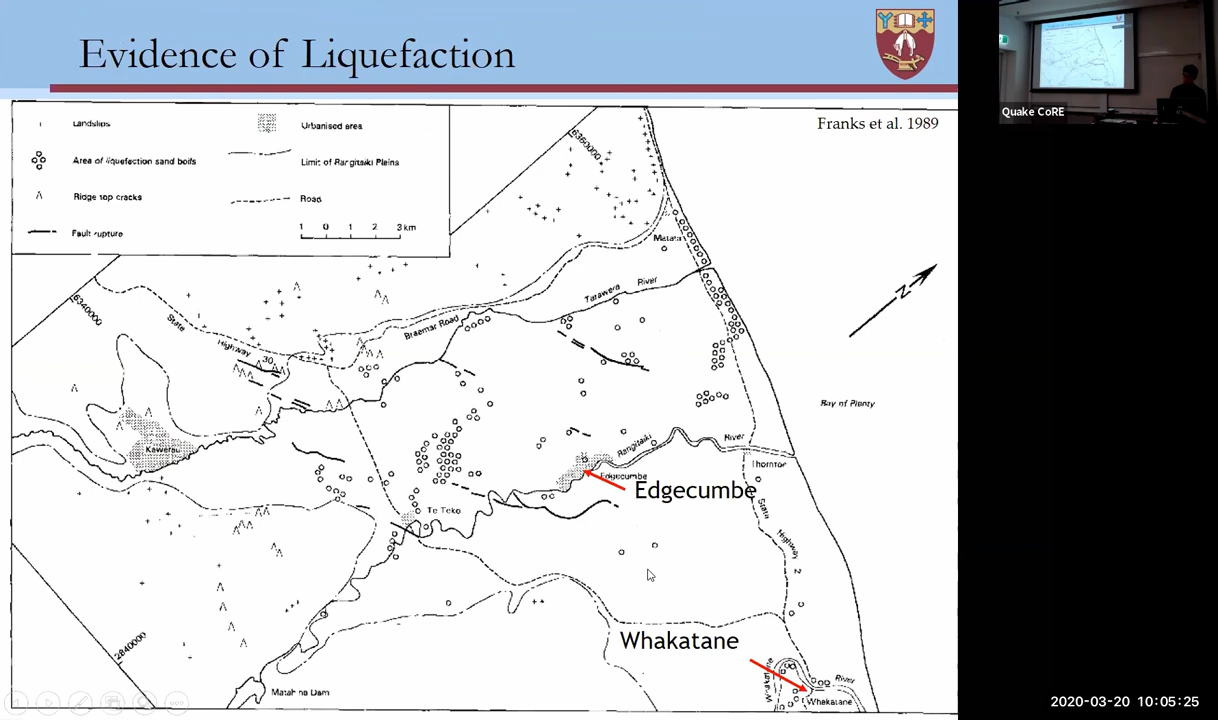 Evidence of Liquefaction
Franks et al. 1989
Landslips
Urbanised area
Area of liquefaction sand boils
Limit of Rangitaiki Plains
Ridge top cracks
Road
Fault rupture
1 0 1 2 3 km
6360000
Matata
Tarawera River
N
6340000
State
Highway 30
Braemar Road
Bay of Plenty
Kawerau
Rangitaiki River
Thornton
Edgecumbe
Edgecumbe
Te Teko
State Highway 2
Whakatane
2840000
Matahina Dam
Whakatane
River
Whakatane
Quake CoRE
2020-03-20 10:05:25